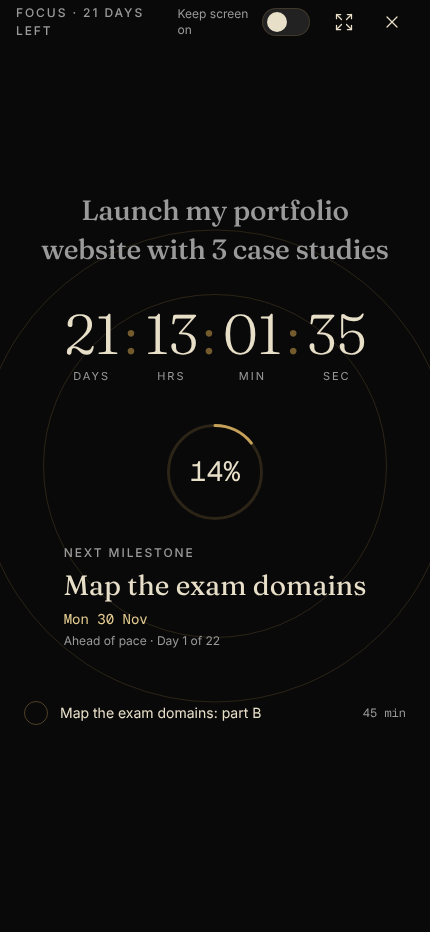 FOCUS · 21 DAYS
LEFT
Keep screen
on
Launch my portfolio
website with 3 case studies
21:13:01:35
DAYS HRS MIN SEC
14%
NEXT MILESTONE
Map the exam domains
Mon 30 Nov
Ahead of pace · Day 1 of 22
Map the exam domains: part B 45 min